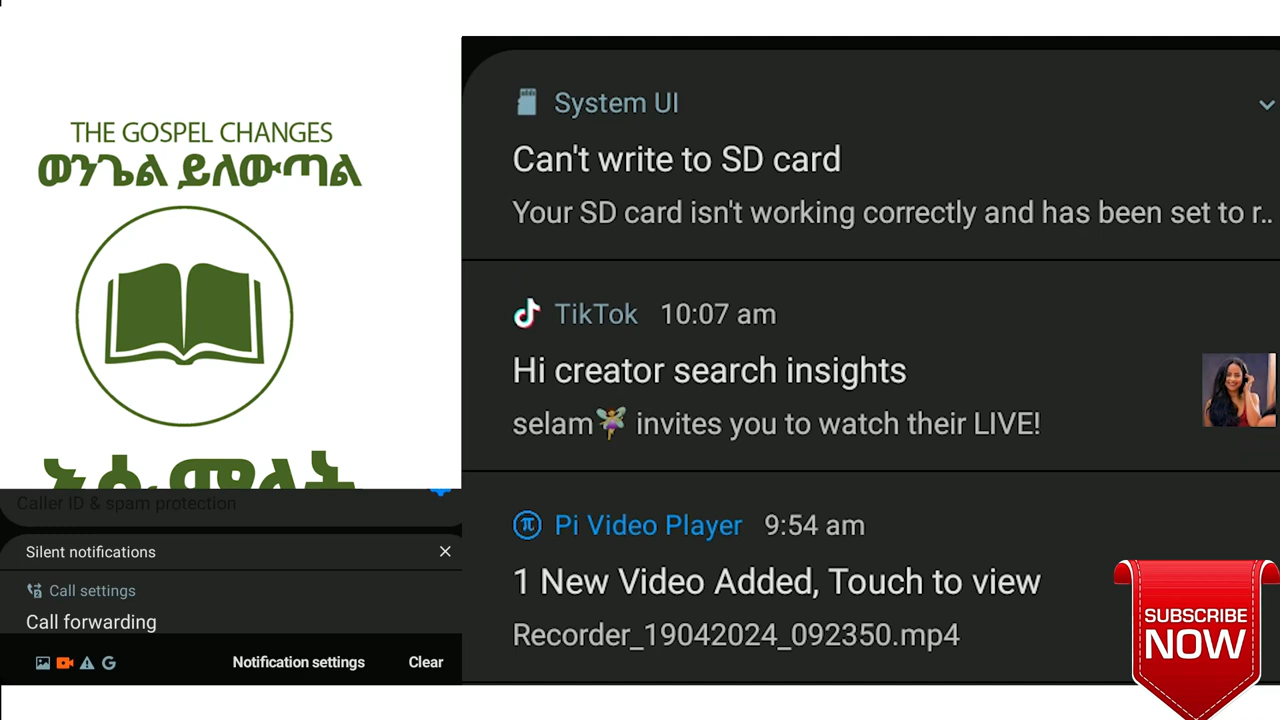 THE GOSPEL CHANGES
ወንጌል ይለውጣል
Caller ID & spam protection
Silent notifications
Call settings
Call forwarding
Notification settings
Clear
System UI
Can't write to SD card
Your SD card isn't working correctly and has been set to r..
TikTok 10:07 am
Hi creator search insights
selam🧚 invites you to watch their LIVE!
Pi Video Player 9:54 am
1 New Video Added, Touch to view
Recorder_19042024_092350.mp4
SUBSCRIBE
NOW